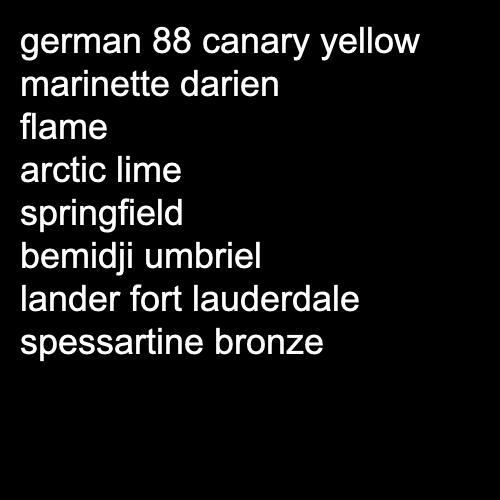 german 88 canary yellow
marinette darien
flame
arctic lime
springfield
bemidji umbriel
lander fort lauderdale
spessartine bronze